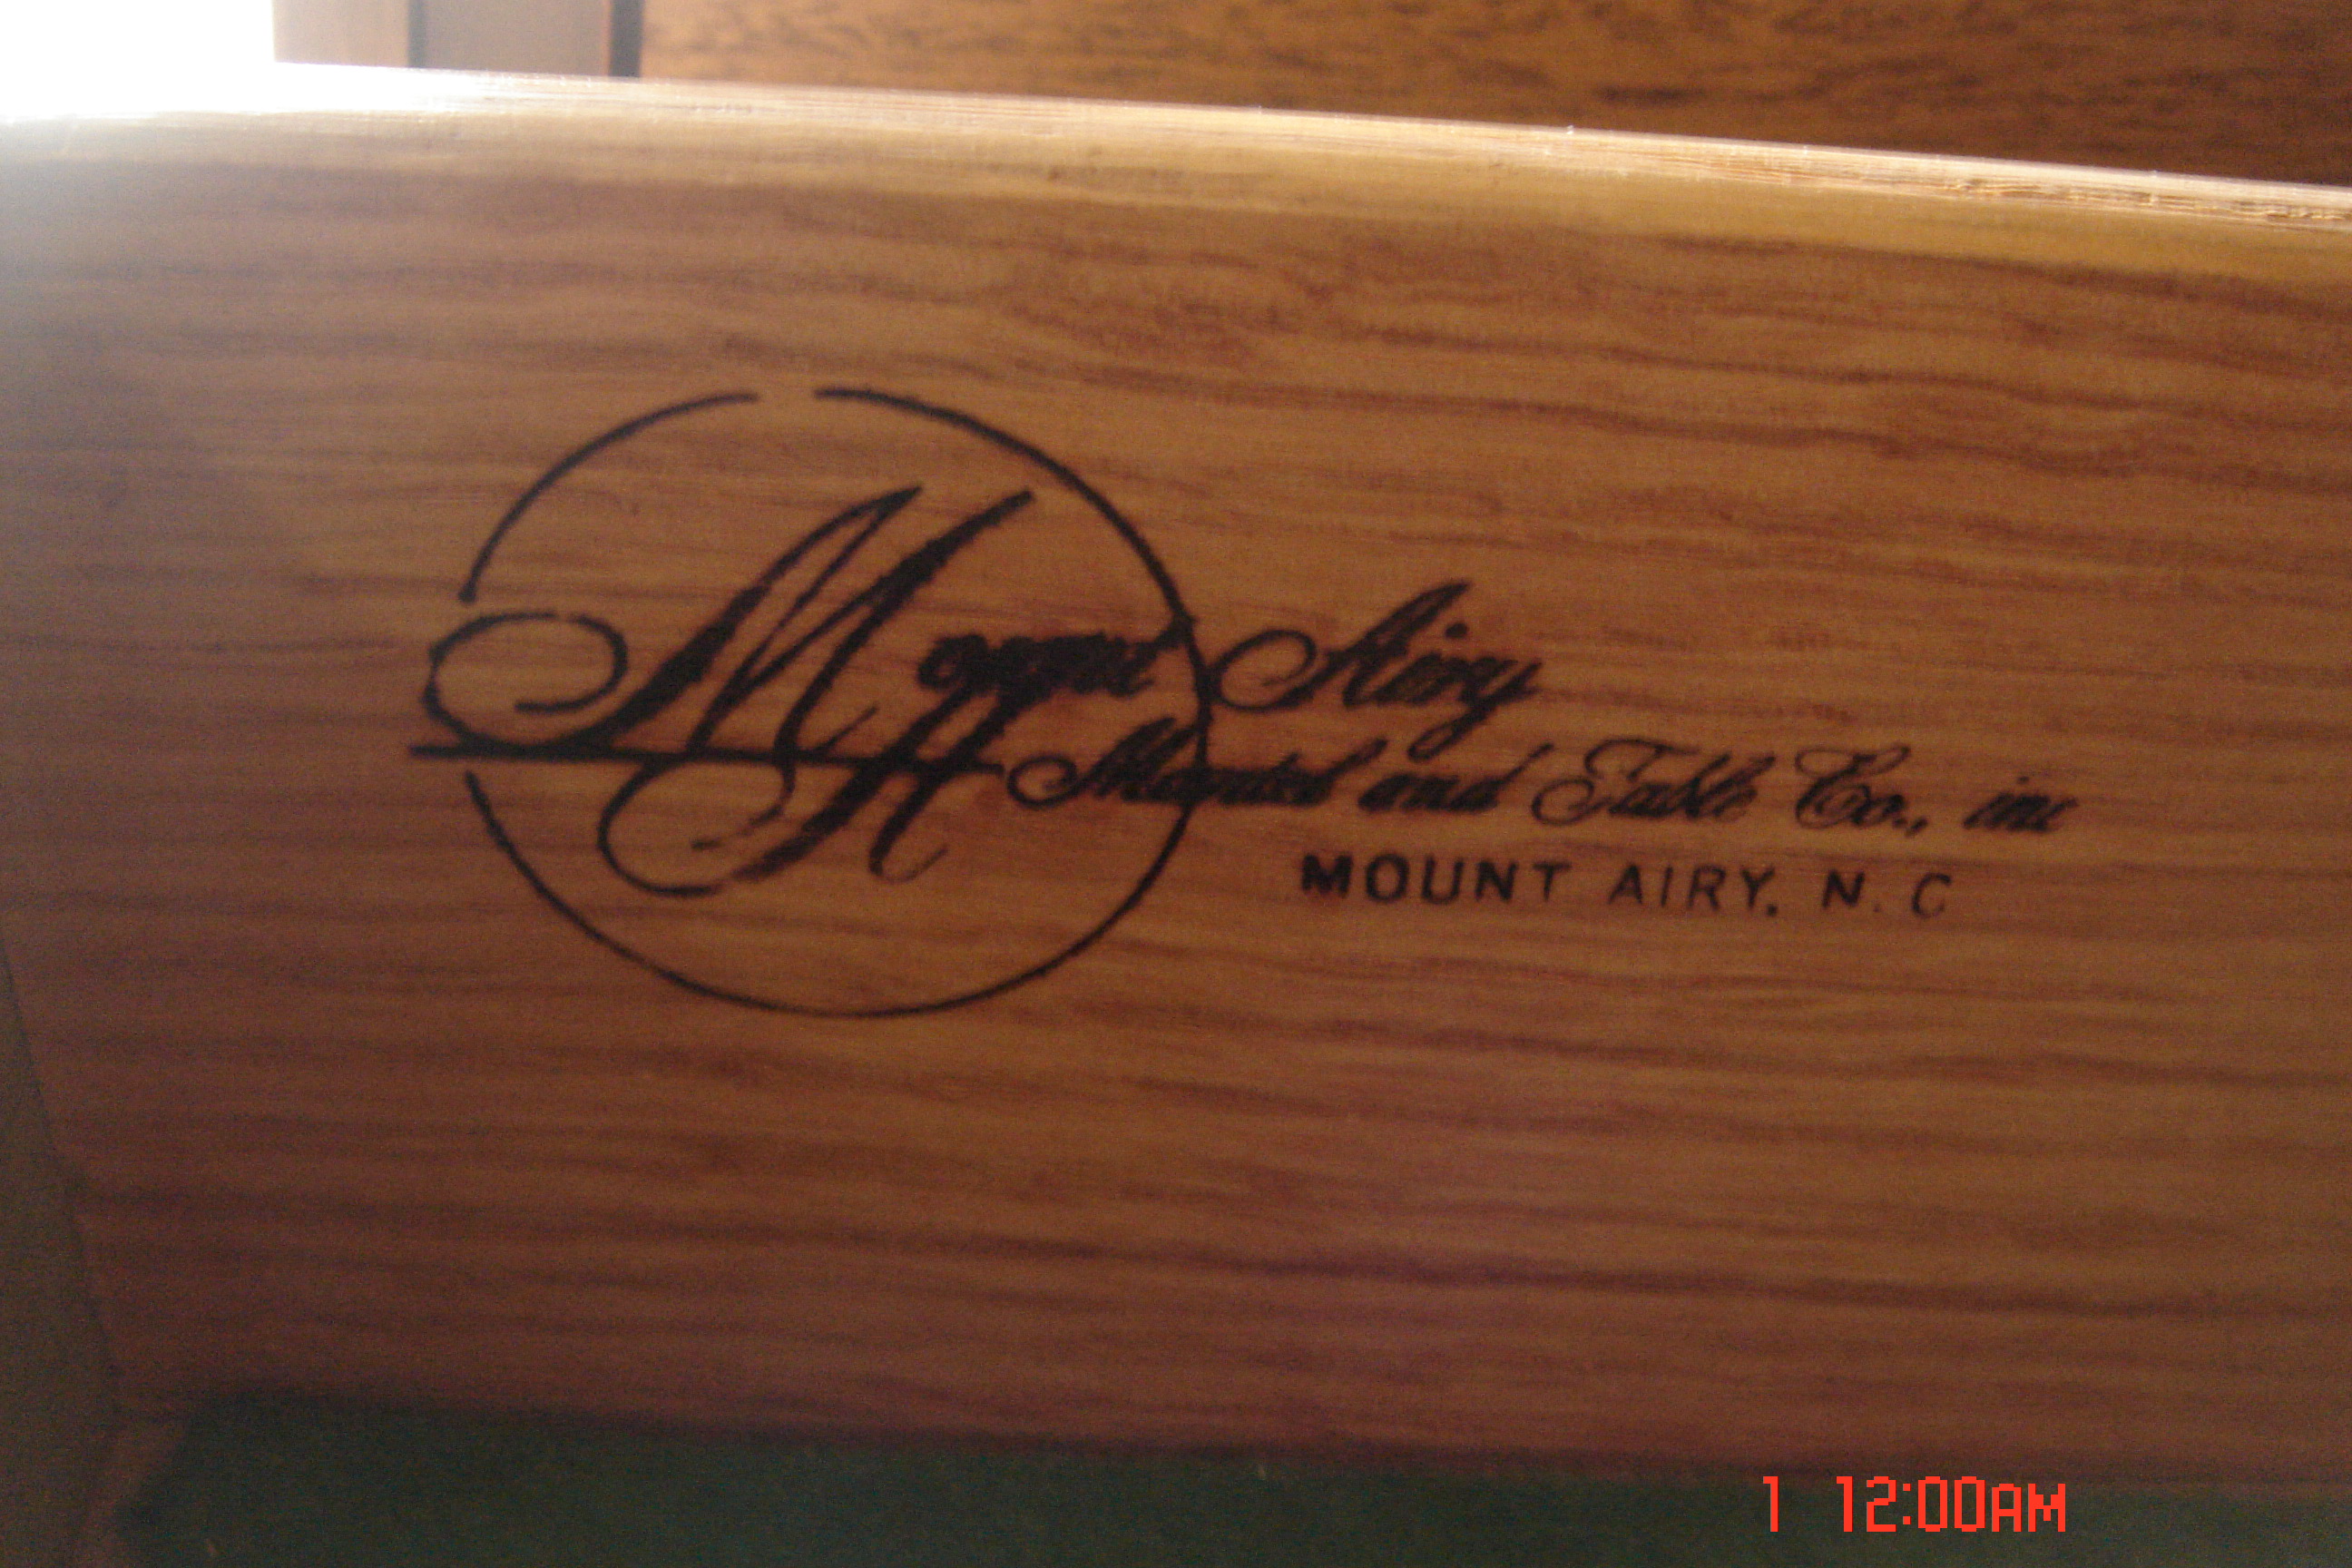 Mount Airy
Mantel and Table Co., inc
MOUNT AIRY, N. C
1 12:00AM